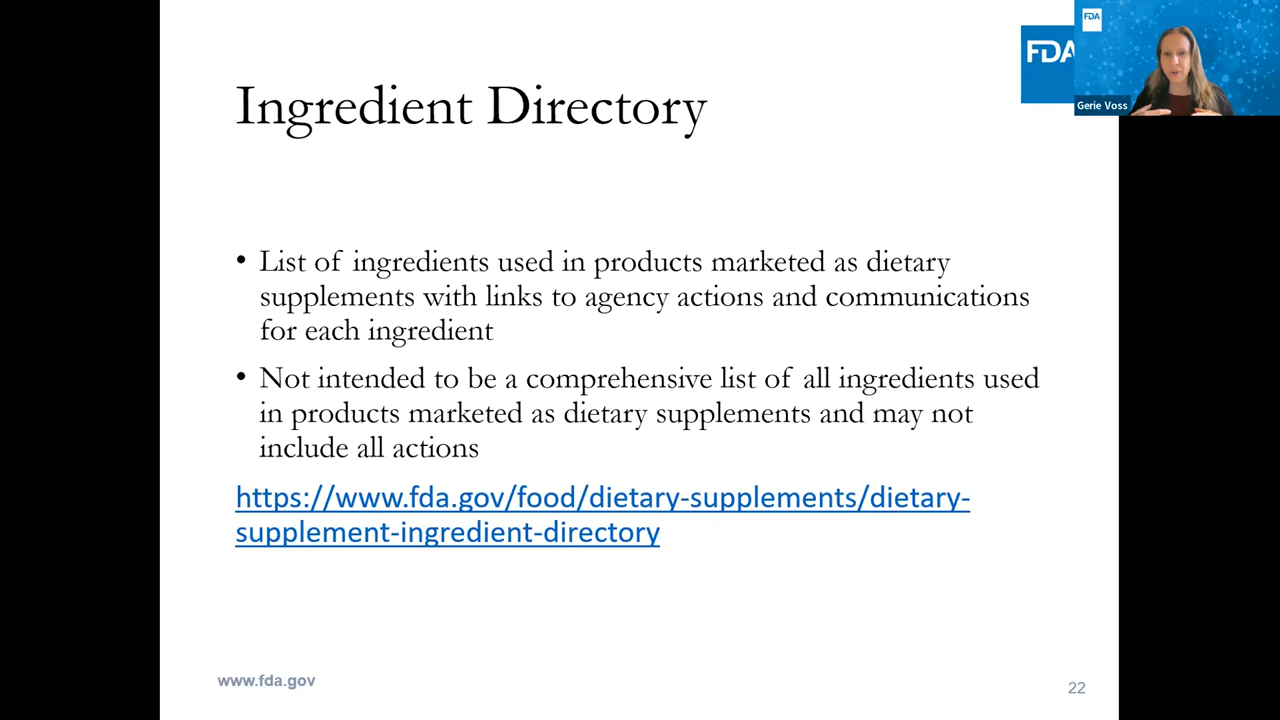 FDA
FDA
Gerie Voss
Ingredient Directory
• List of ingredients used in products marketed as dietary
supplements with links to agency actions and communications
for each ingredient
• Not intended to be a comprehensive list of all ingredients used
in products marketed as dietary supplements and may not
include all actions
https://www.fda.gov/food/dietary-supplements/dietary-
supplement-ingredient-directory
www.fda.gov
22